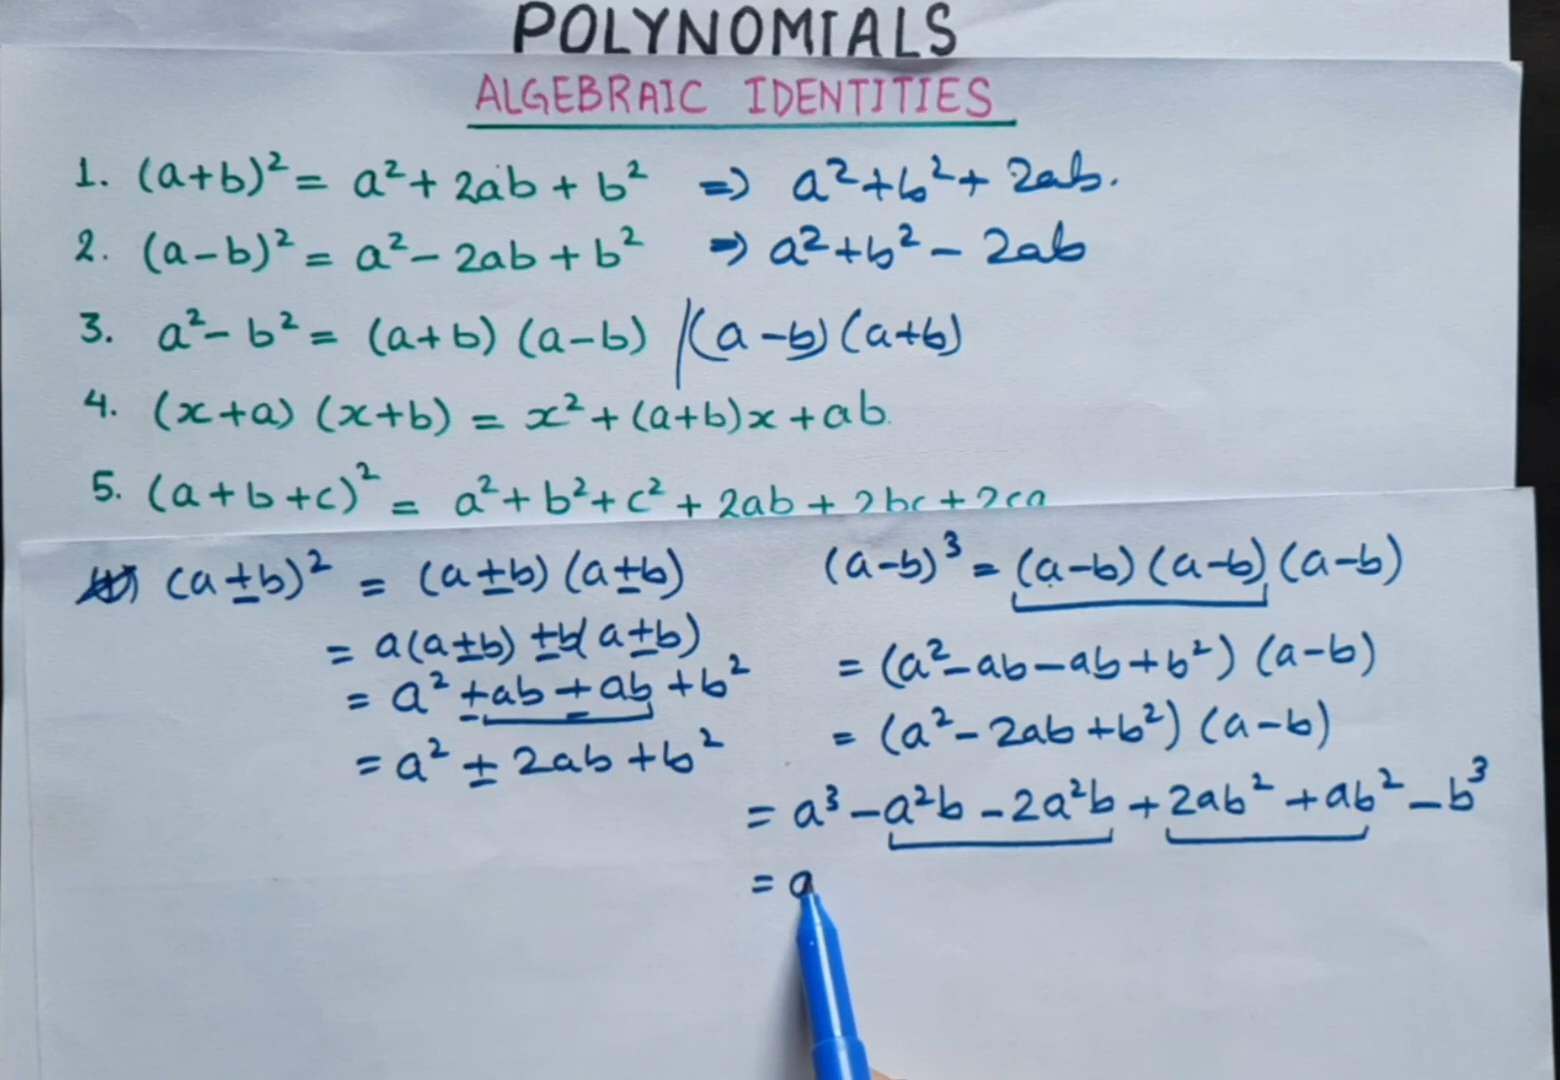 POLYNOMIALS
ALGEBRAIC IDENTITIES
1. (a+b)² = a² + 2ab + b² ⇒ a²+b²+ 2ab.
2. (a-b)² = a² - 2ab + b² ⇒ a²+b² - 2ab
3. a² - b² = (a+b) (a-b) / (a-b) (a+b)
4. (x+a) (x+b) = x² + (a+b)x + ab
5. (a+b+c)² = a² + b² + c² + 2ab + 2bc + 2ca
(a±b)² = (a±b) (a±b)
= a(a±b) ±b(a±b)
= a² ±ab ± ab + b²
= a² ± 2ab + b²
(a-b)³ = (a-b) (a-b) (a-b)
= (a²-ab-ab+b²) (a-b)
= (a²-2ab+b²) (a-b)
= a³ - a²b - 2a²b + 2ab² + ab² - b³
= a